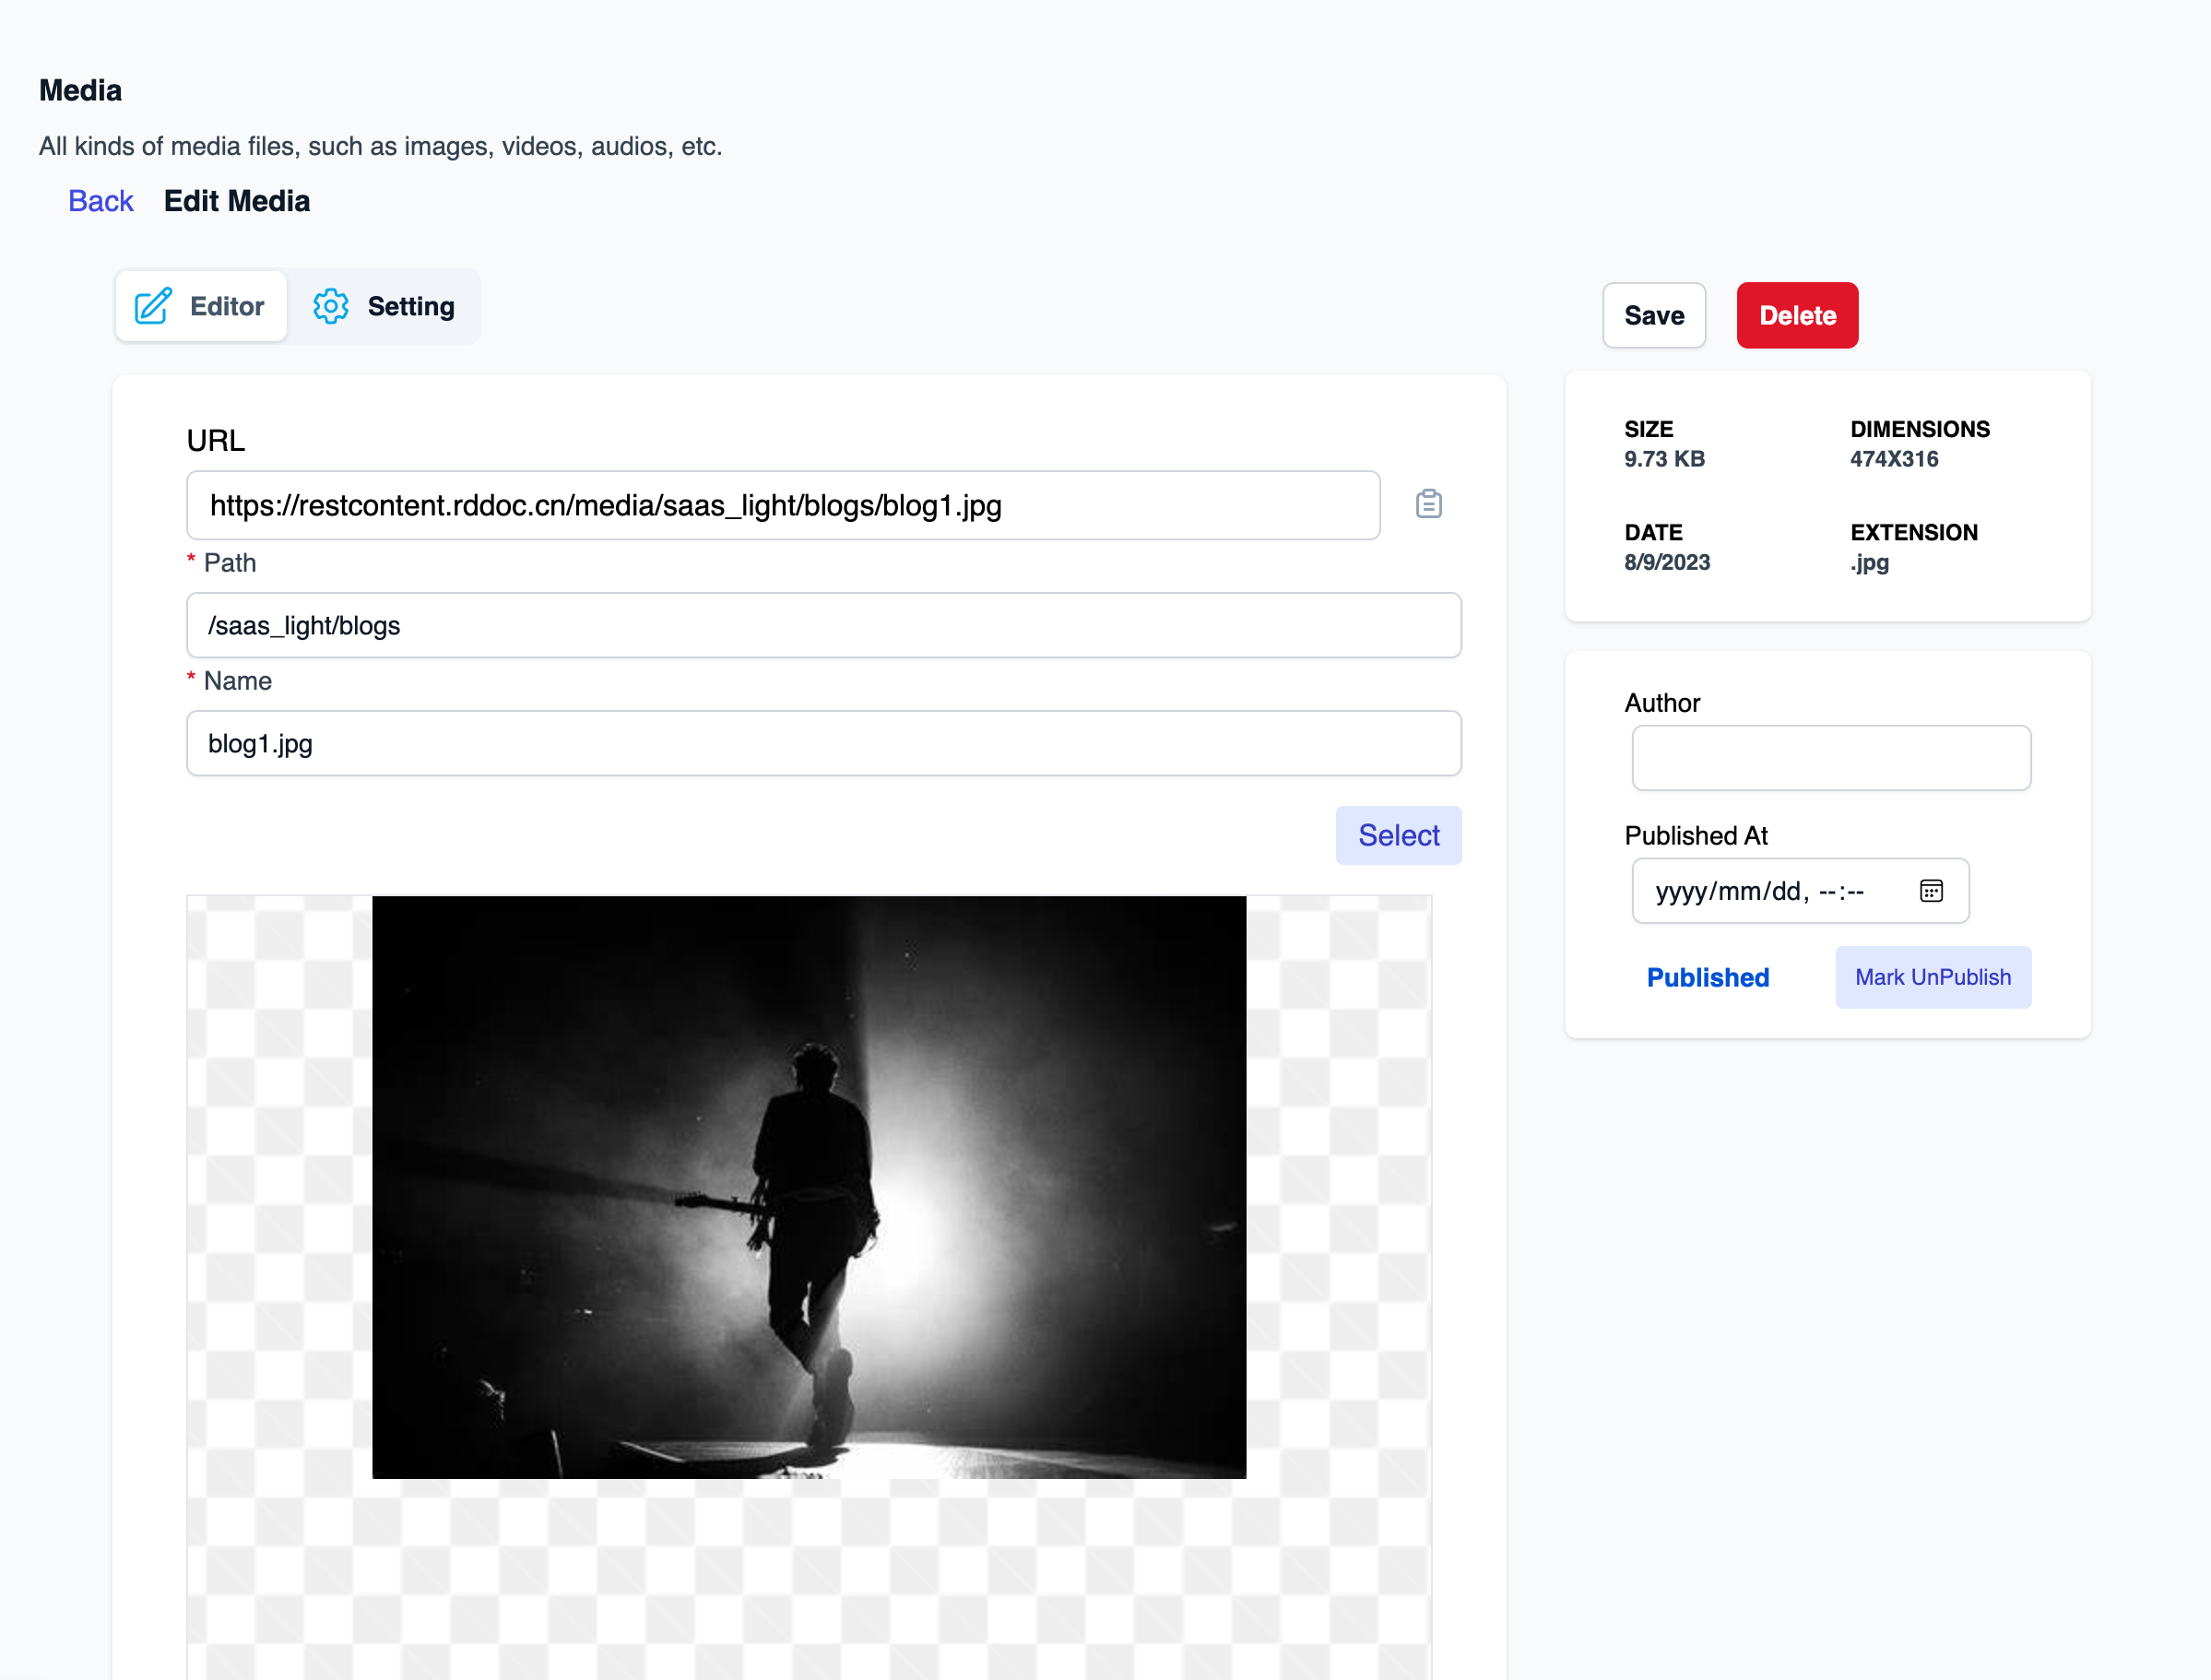 Media
All kinds of media files, such as images, videos, audios, etc.
Back Edit Media
Editor Setting
Save Delete
URL
https://restcontent.rddoc.cn/media/saas_light/blogs/blog1.jpg
* Path
/saas_light/blogs
* Name
blog1.jpg
Select
SIZE
9.73 KB
DIMENSIONS
474X316
DATE
8/9/2023
EXTENSION
.jpg
Author
Published At
yyyy/mm/dd, --:--
Published Mark UnPublish